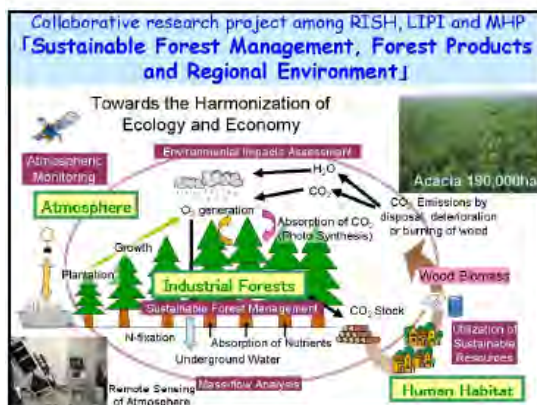 Collaborative research project among RISH, LIPI and MHP
「Sustainable Forest Management, Forest Products
and Regional Environment」
Towards the Harmonization of
Ecology and Economy
Acacia 190,000ha
Environmental Impacts Assessment
Atmospheric
Monitoring
Atmosphere
H₂O
CO₂
O₂ generation
Absorption of CO₂
(Photo Synthesis)
CO₂ Emissions by
disposal, deterioration
or burning of wood
Growth
Plantation
Industrial Forests
Wood Biomass
Sustainable Forest Management
CO₂ Stock
N-fixation
Absorption of Nutrients
Underground Water
Utilization of
Sustainable
Resources
Mass-flow Analysis
Human Habitat
Remote Sensing
of Atmosphere